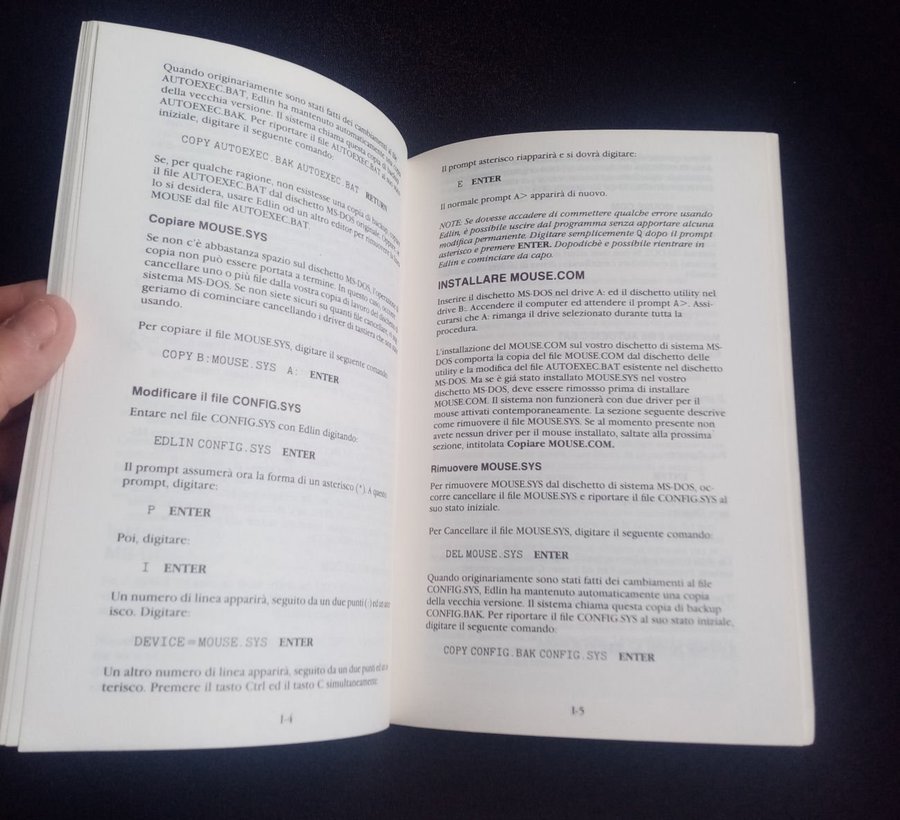 Quando originariamente sono stati fatti dei cambiamenti al file
AUTOEXEC.BAT, Edlin ha mantenuto automaticamente una copia
della vecchia versione. Il sistema chiama questa copia di backup
AUTOEXEC.BAK. Per riportare il file AUTOEXEC.BAT al suo stato
iniziale, digitare il seguente comando:
COPY AUTOEXEC.BAK AUTOEXEC.BAT RETURN
Se, per qualche ragione, non esistesse una copia di backup, copiare
il file AUTOEXEC.BAT dal dischetto MS-DOS originale. Oppure, se
lo si desidera, usare Edlin od un altro editor per rimuovere la linea
MOUSE dal file AUTOEXEC.BAT.
Copiare MOUSE.SYS
Se non c'è abbastanza spazio sul dischetto MS-DOS, l'operazione di
copia non può essere portata a termine. In questo caso, occorre
cancellare uno o più file dalla vostra copia di lavoro del dischetto di
sistema MS-DOS. Se non siete sicuri su quanti file cancellare, vi sug-
geriamo di cominciare cancellando i driver di tastiera che non state
usando.
Per copiare il file MOUSE.SYS, digitare il seguente comando:
COPY B:MOUSE.SYS A: ENTER
Modificare il file CONFIG.SYS
Entare nel file CONFIG.SYS con Edlin digitando:
EDLIN CONFIG.SYS ENTER
Il prompt assumerà ora la forma di un asterisco (*). A questo
prompt, digitare:
P ENTER
Poi, digitare:
I ENTER
Un numero di linea apparirà, seguito da un due punti (:) ed un aste-
isco. Digitare:
DEVICE=MOUSE.SYS ENTER
Un altro numero di linea apparirà, seguito da un due punti ed un a-
terisco. Premere il tasto Ctrl ed il tasto C simultaneamente.
I-4
Il prompt asterisco riapparirà e si dovrà digitare:
E ENTER
Il normale prompt A> apparirà di nuovo.
NOTE: Se dovesse accadere di commettere qualche errore usando
Edlin, è possibile uscire dal programma senza apportare alcuna
modifica permanente. Digitare semplicemente Q dopo il prompt
asterisco e premere ENTER. Dopodichè è possibile rientrare in
Edlin e cominciare da capo.
INSTALLARE MOUSE.COM
Inserire il dischetto MS-DOS nel drive A: ed il dischetto utility nel
drive B:. Accendere il computer ed attendere il prompt A>. Assi-
curarsi che A: rimanga il drive selezionato durante tutta la
procedura.
L'installazione del MOUSE.COM sul vostro dischetto di sistema MS-
DOS comporta la copia del file MOUSE.COM dal dischetto delle
utility e la modifica del file AUTOEXEC.BAT esistente nel dischetto
MS-DOS. Ma se è giá stato installato MOUSE.SYS nel vostro
dischetto MS-DOS, deve essere rimossso prima di installare
MOUSE.COM. Il sistema non funzionerà con due driver per il
mouse attivati contemporaneamente. La sezione seguente descrive
come rimuovere il file MOUSE.SYS. Se al momento presente non
avete nessun driver per il mouse installato, saltate alla prossima
sezione, intitolata Copiare MOUSE.COM.
Rimuovere MOUSE.SYS
Per rimuovere MOUSE.SYS dal dischetto di sistema MS-DOS, oc-
corre cancellare il file MOUSE.SYS e riportare il file CONFIG.SYS al
suo stato iniziale.
Per Cancellare il file MOUSE.SYS, digitare il seguente comando:
DEL MOUSE.SYS ENTER
Quando originariamente sono stati fatti dei cambiamenti al file
CONFIG.SYS, Edlin ha mantenuto automaticamente una copia
della vecchia versione. Il sistema chiama questa copia di backup
CONFIG.BAK. Per riportare il file CONFIG.SYS al suo stato iniziale,
digitare il seguente comando:
COPY CONFIG.BAK CONFIG.SYS ENTER
I-5